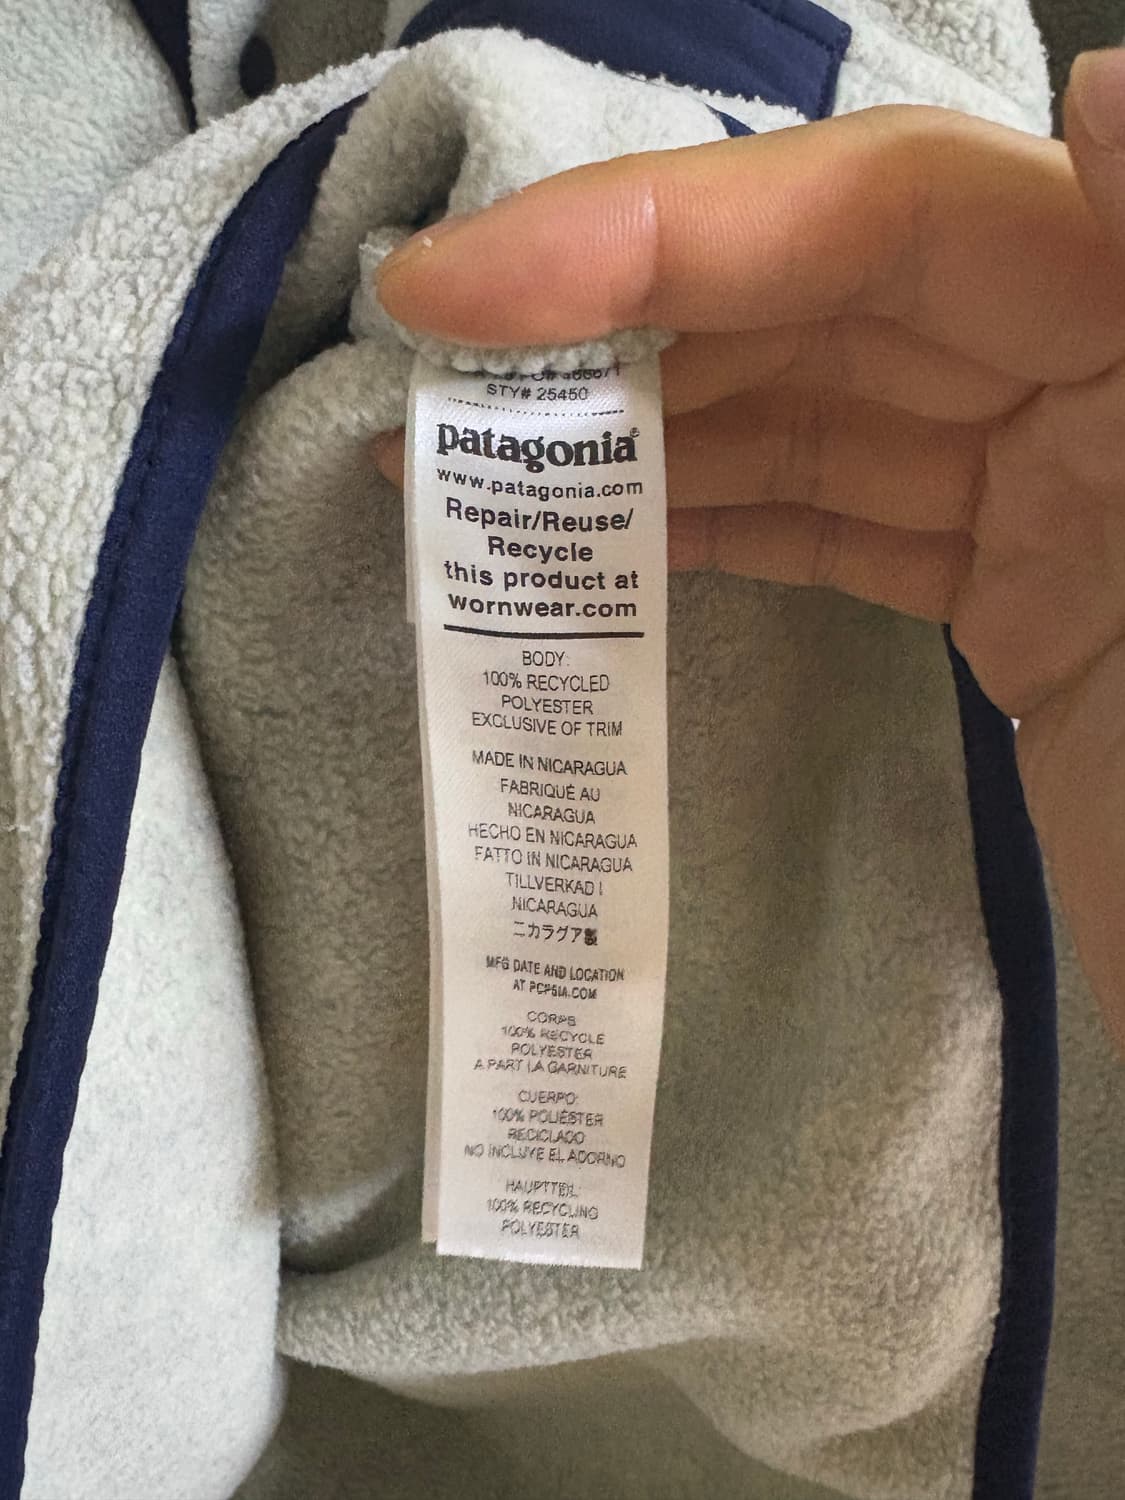 STY# 25450
patagonia®
www.patagonia.com
Repair/Reuse/
Recycle
this product at
wornwear.com
BODY:
100% RECYCLED
POLYESTER
EXCLUSIVE OF TRIM
MADE IN NICARAGUA
FABRIQUÉ AU
NICARAGUA
HECHO EN NICARAGUA
FATTO IN NICARAGUA
TILLVERKAD I
NICARAGUA
ニカラグア製
MFG DATE AND LOCATION
AT PCPSIA.COM
CORPS
100% RECYCLÉ
POLYESTER
A PART LA GARNITURE
CUERPO:
100% POLIÉSTER
RECICLADO
NO INCLUYE EL ADORNO
HAUPTTEIL:
100% RECYCLING
POLYESTER